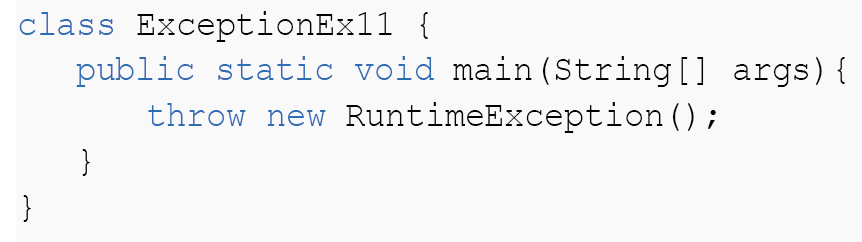 class ExceptionEx11 {
public static void main(String[] args){
throw new RuntimeException();
}
}